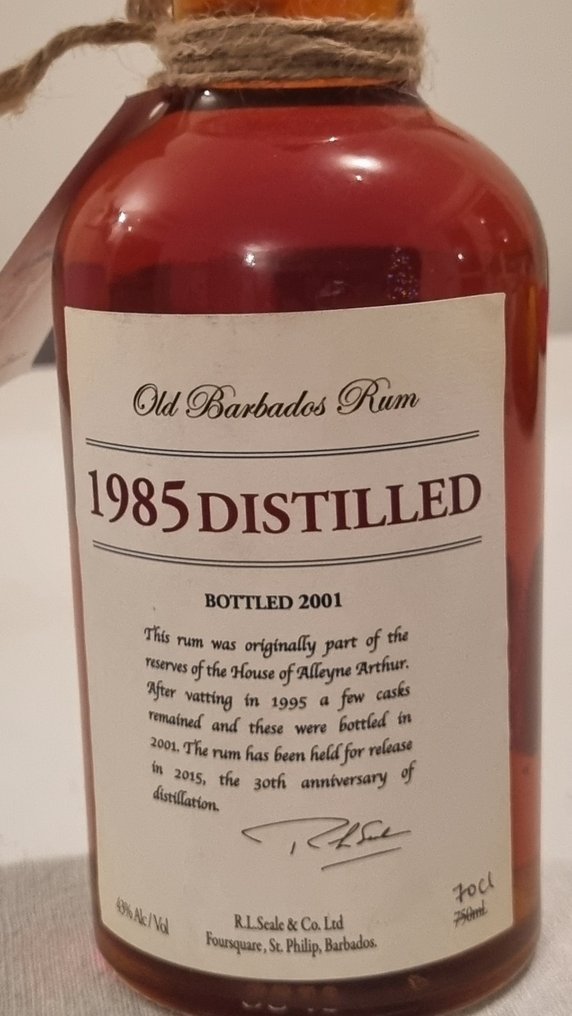 Old Barbados Rum
1985 DISTILLED
BOTTLED 2001
This rum was originally part of the
reserves of the House of Alleyne Arthur.
After vatting in 1995 a few casks
remained and these were bottled in
2001. The rum has been held for release
in 2015, the 30th anniversary of
distillation.
43% Alc/Vol
R.L.Seale & Co. Ltd
Foursquare, St. Philip, Barbados.
70cl
750ml